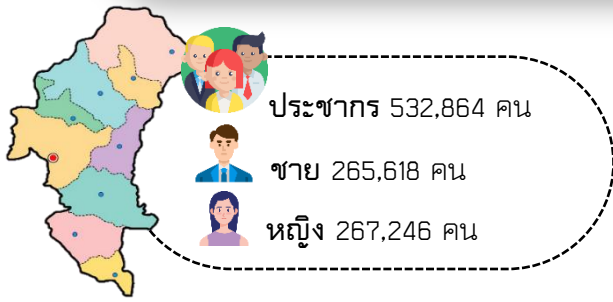 ประชากร 532,864 คน
ชาย 265,618 คน
หญิง 267,246 คน